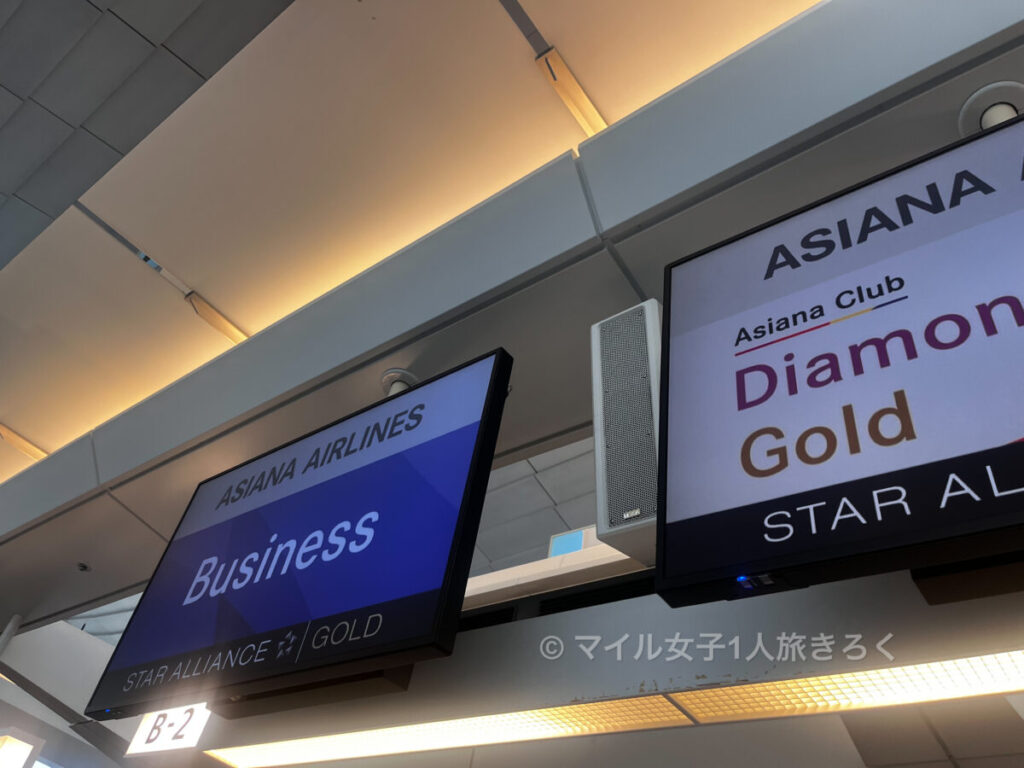 ASIANA AIRLINES
Business
STAR ALLIANCE GOLD
B-2
ASIANA
Asiana Club
Diamon
Gold
STAR AL
© マイル女子1人旅きろく